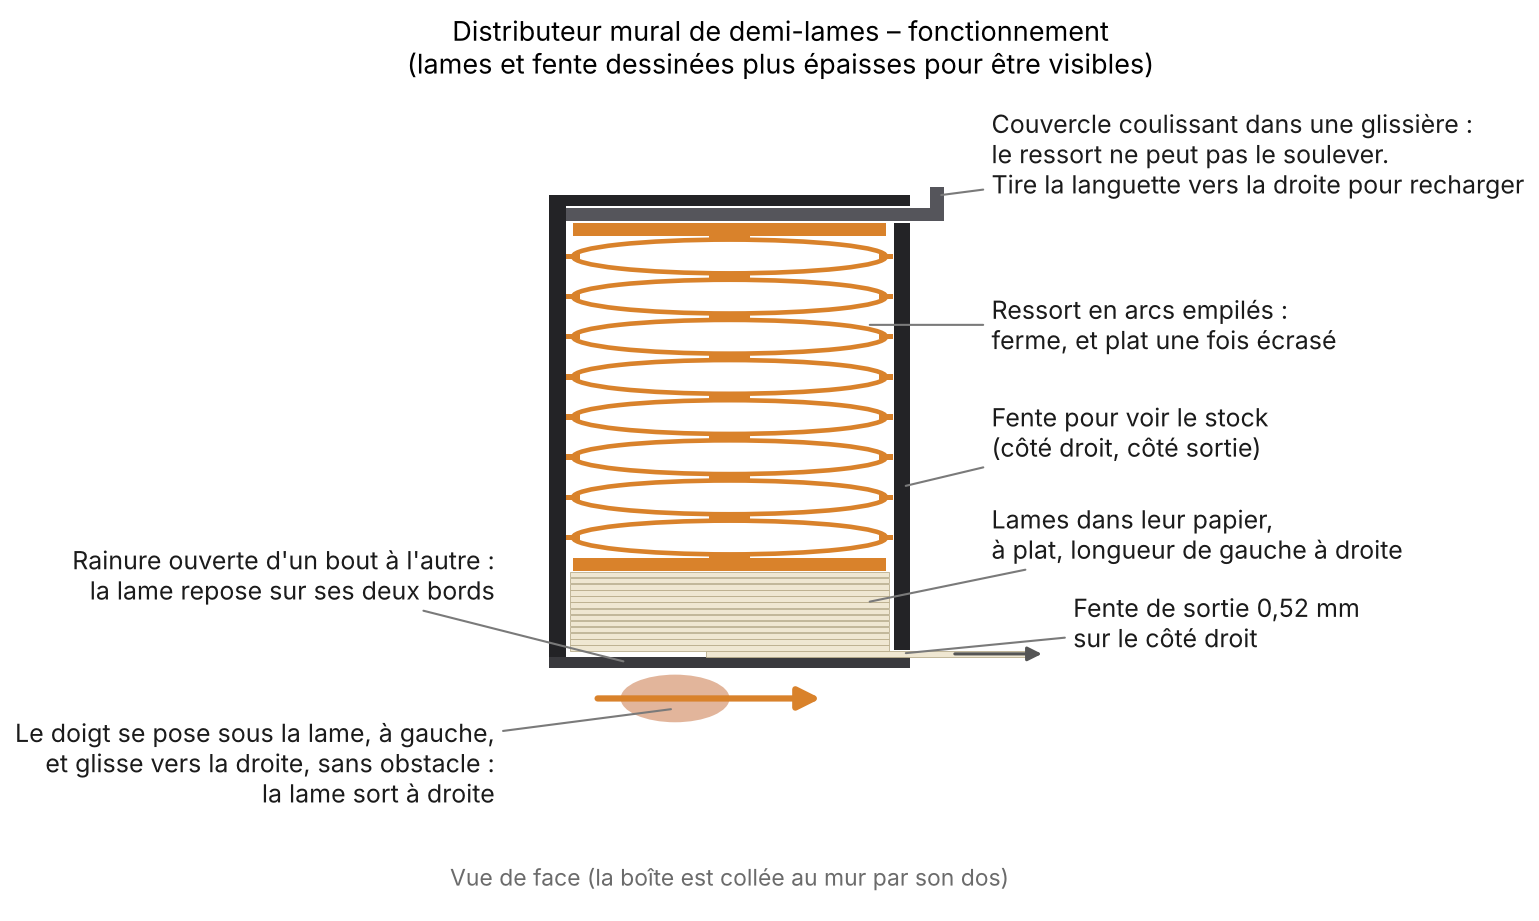 Distributeur mural de demi-lames – fonctionnement
(lames et fente dessinées plus épaisses pour être visibles)
Couvercle coulissant dans une glissière :
le ressort ne peut pas le soulever.
Tire la languette vers la droite pour recharger
Ressort en arcs empilés :
ferme, et plat une fois écrasé
Fente pour voir le stock
(côté droit, côté sortie)
Lames dans leur papier,
à plat, longueur de gauche à droite
Rainure ouverte d'un bout à l'autre :
la lame repose sur ses deux bords
Fente de sortie 0,52 mm
sur le côté droit
Le doigt se pose sous la lame, à gauche,
et glisse vers la droite, sans obstacle :
la lame sort à droite
Vue de face (la boîte est collée au mur par son dos)